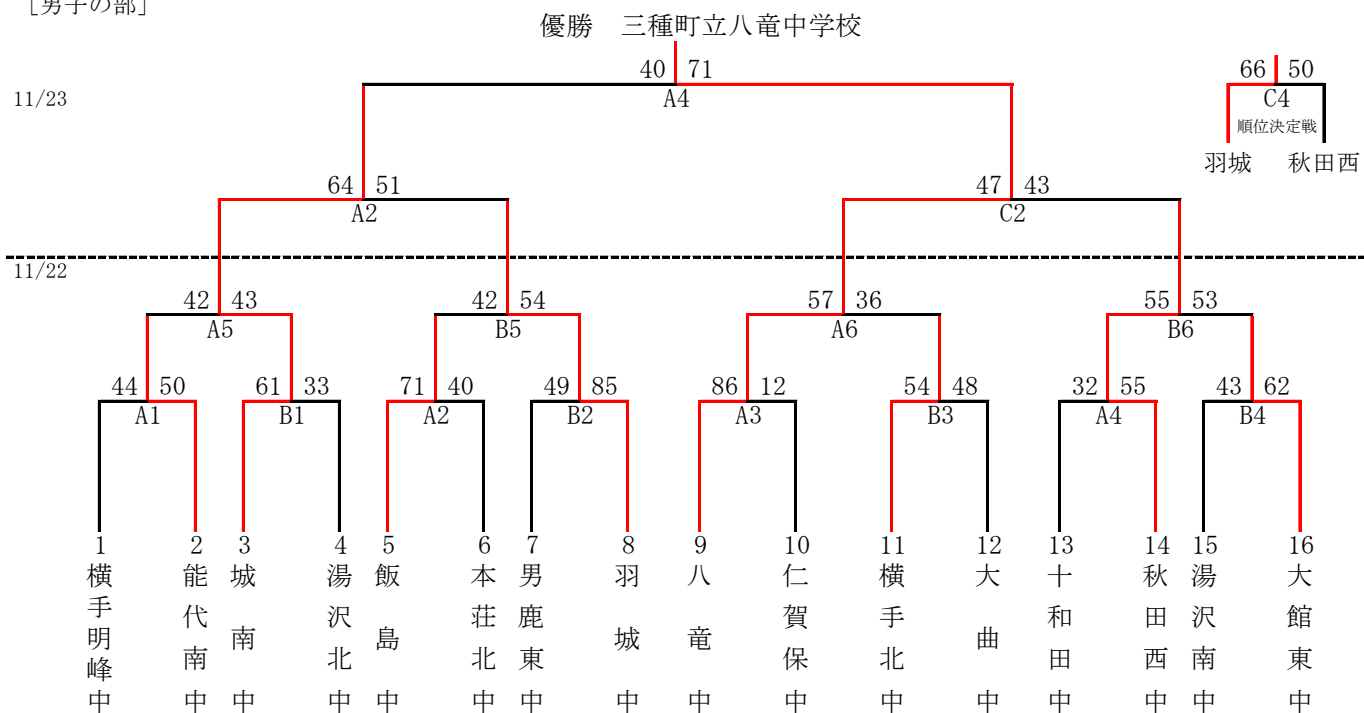 [男子の部]
優勝　三種町立八竜中学校
40 71
A4
66 50
C4
順位決定戦
羽城　秋田西
11/23
64 51
A2
47 43
C2
11/22
42 43
A5
42 54
B5
57 36
A6
55 53
B6
44 50
A1
61 33
B1
71 40
A2
49 85
B2
86 12
A3
54 48
B3
32 55
A4
43 62
B4
1
横手明峰中
2
能代南中
3
城南中
4
湯沢北中
5
飯島中
6
本荘北中
7
男鹿東中
8
羽城中
9
八竜中
10
仁賀保中
11
横手北中
12
大曲中
13
十和田中
14
秋田西中
15
湯沢南中
16
大館東中